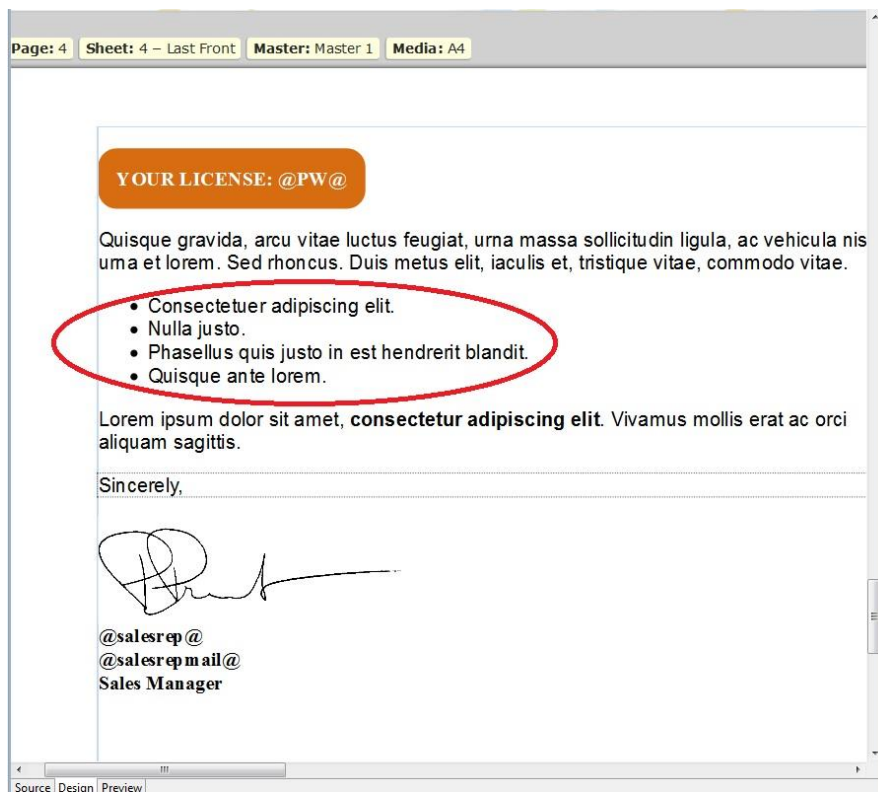 Page: 4 Sheet: 4 – Last Front Master: Master 1 Media: A4
YOUR LICENSE: @PW@
Quisque gravida, arcu vitae luctus feugiat, urna massa sollicitudin ligula, ac vehicula nis
urna et lorem. Sed rhoncus. Duis metus elit, iaculis et, tristique vitae, commodo vitae.
• Consectetuer adipiscing elit.
• Nulla justo.
• Phasellus quis justo in est hendrerit blandit.
• Quisque ante lorem.
Lorem ipsum dolor sit amet, consectetur adipiscing elit. Vivamus mollis erat ac orci
aliquam sagittis.
Sincerely,
@salesrep@
@salesrepmail@
Sales Manager
Source Design Preview